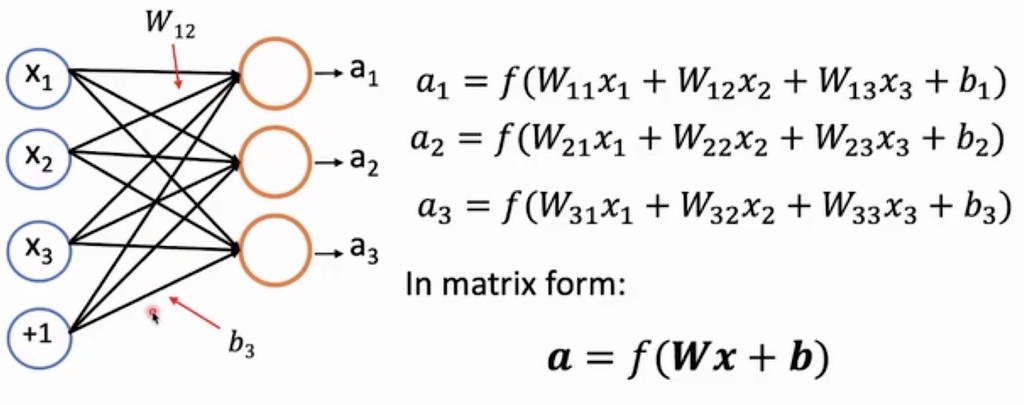 W₁₂
x₁
x₂
x₃
+1
a₁
a₂
a₃
b₃
a₁ = f(W₁₁x₁ + W₁₂x₂ + W₁₃x₃ + b₁)
a₂ = f(W₂₁x₁ + W₂₂x₂ + W₂₃x₃ + b₂)
a₃ = f(W₃₁x₁ + W₃₂x₂ + W₃₃x₃ + b₃)
In matrix form:
a = f(Wx + b)